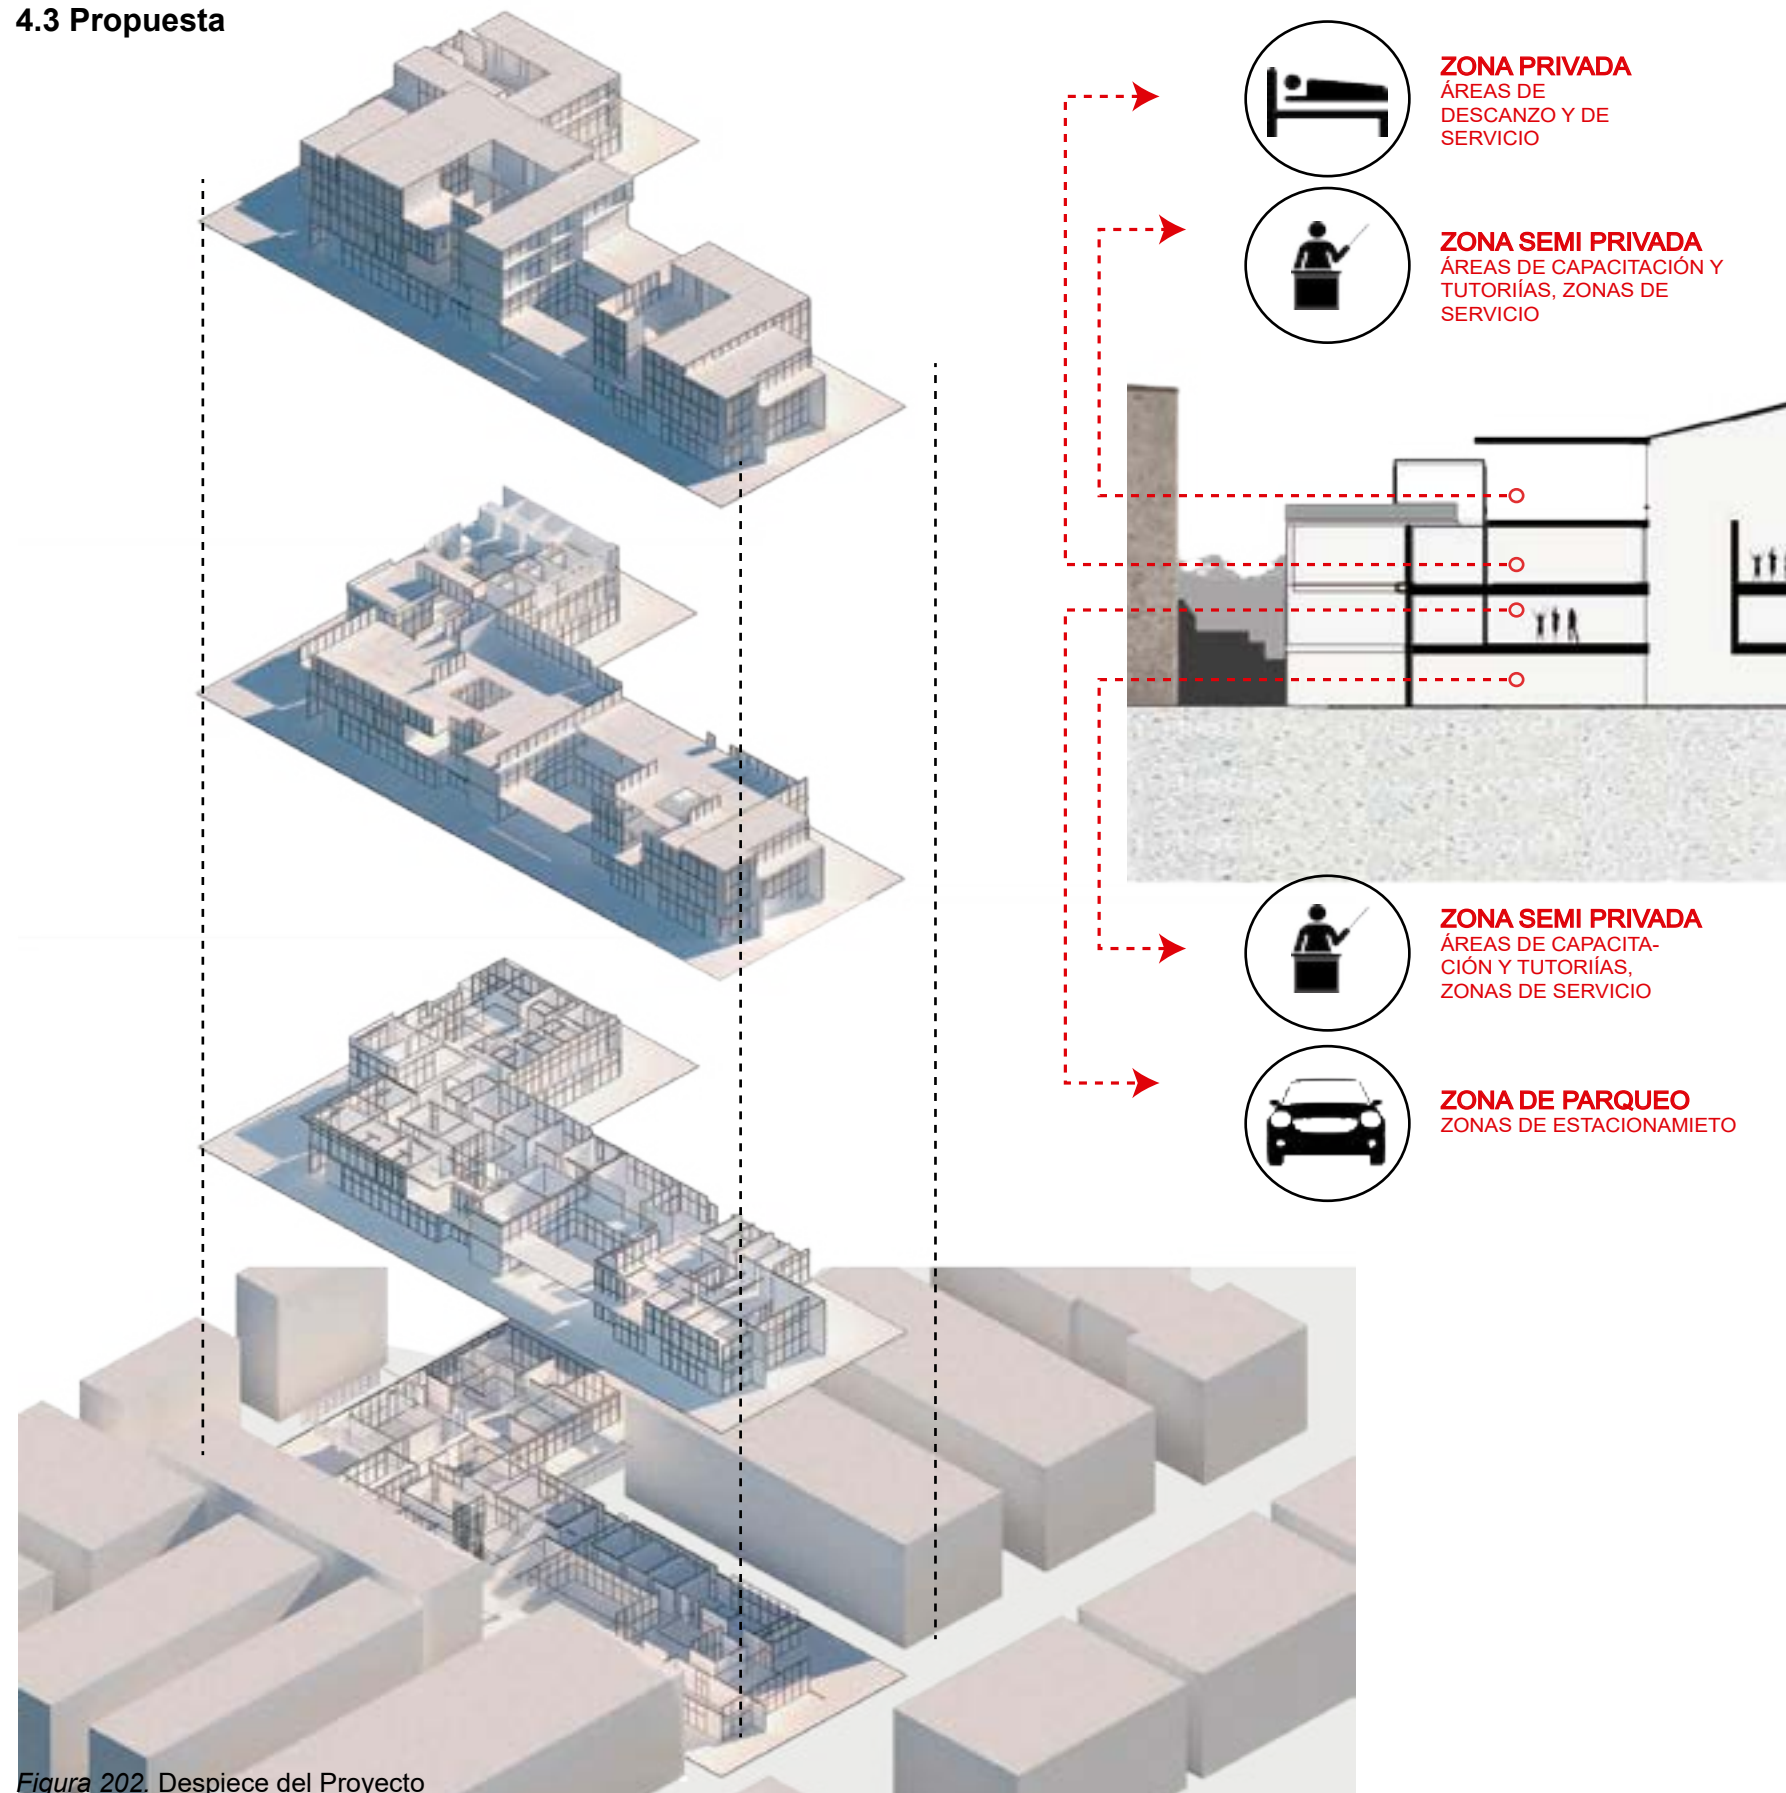 4.3 Propuesta
ZONA PRIVADA
ÁREAS DE
DESCANZO Y DE
SERVICIO
ZONA SEMI PRIVADA
ÁREAS DE CAPACITACIÓN Y
TUTORIÍAS, ZONAS DE
SERVICIO
ZONA SEMI PRIVADA
ÁREAS DE CAPACITA-
CIÓN Y TUTORIÍAS,
ZONAS DE SERVICIO
ZONA DE PARQUEO
ZONAS DE ESTACIONAMIETO
Figura 202. Despiece del Proyecto